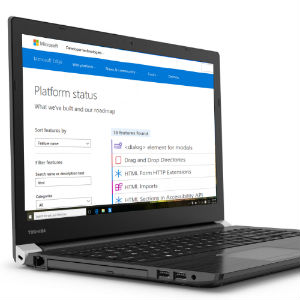 Microsoft
Microsoft Edge
Platform status
What we've built and our roadmap
Sort features by
Feature name
10 Features Found
<dialog> element for modals
Drag and Drop Directories
Filter features
HTML Form HTTP Extensions
Search name or description text
html
HTML Imports
Categories
HTML Sections in Accessibility API
All
TOSHIBA